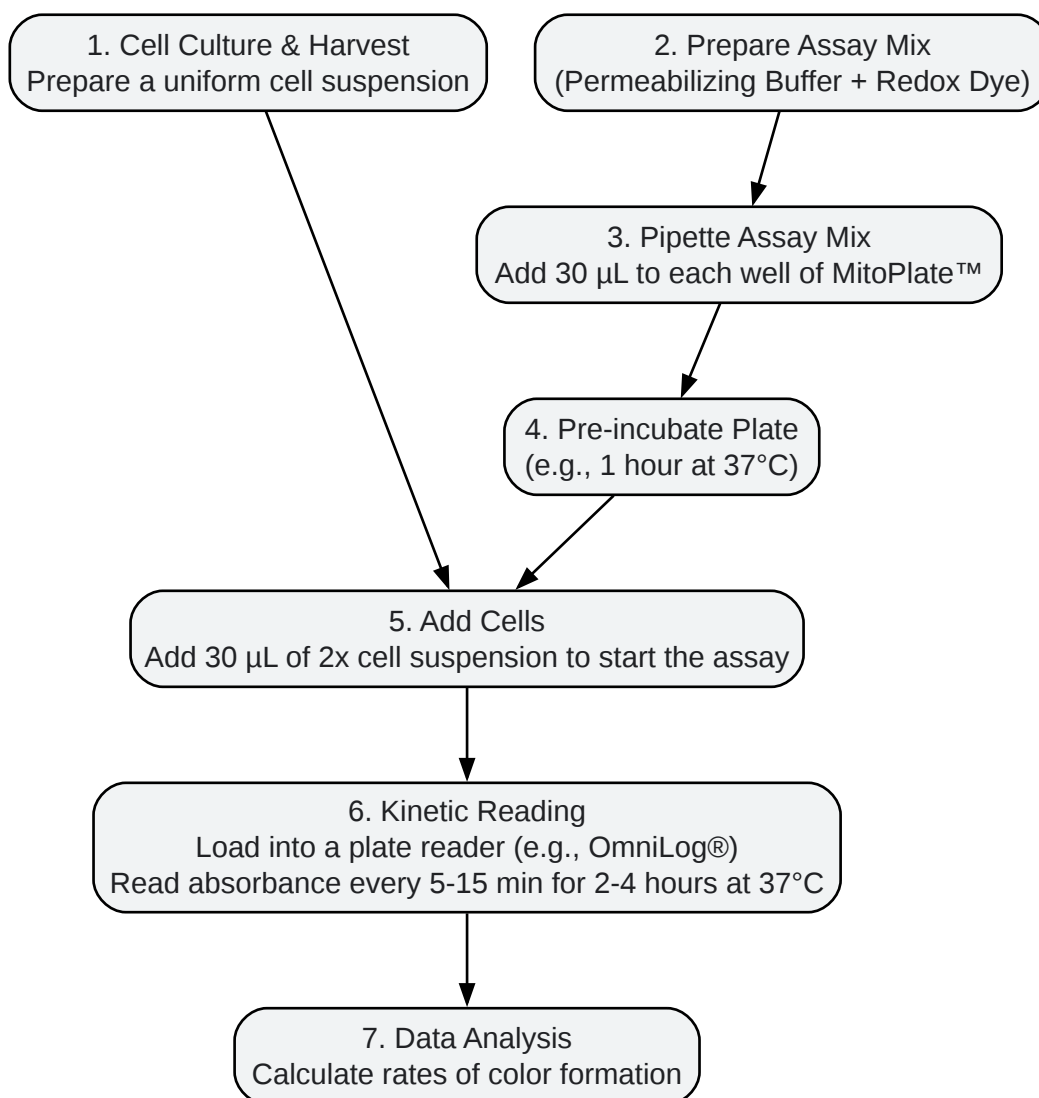 1. Cell Culture & Harvest
Prepare a uniform cell suspension
2. Prepare Assay Mix
(Permeabilizing Buffer + Redox Dye)
3. Pipette Assay Mix
Add 30 µL to each well of MitoPlate™
4. Pre-incubate Plate
(e.g., 1 hour at 37°C)
5. Add Cells
Add 30 µL of 2x cell suspension to start the assay
6. Kinetic Reading
Load into a plate reader (e.g., OmniLog®)
Read absorbance every 5-15 min for 2-4 hours at 37°C
7. Data Analysis
Calculate rates of color formation